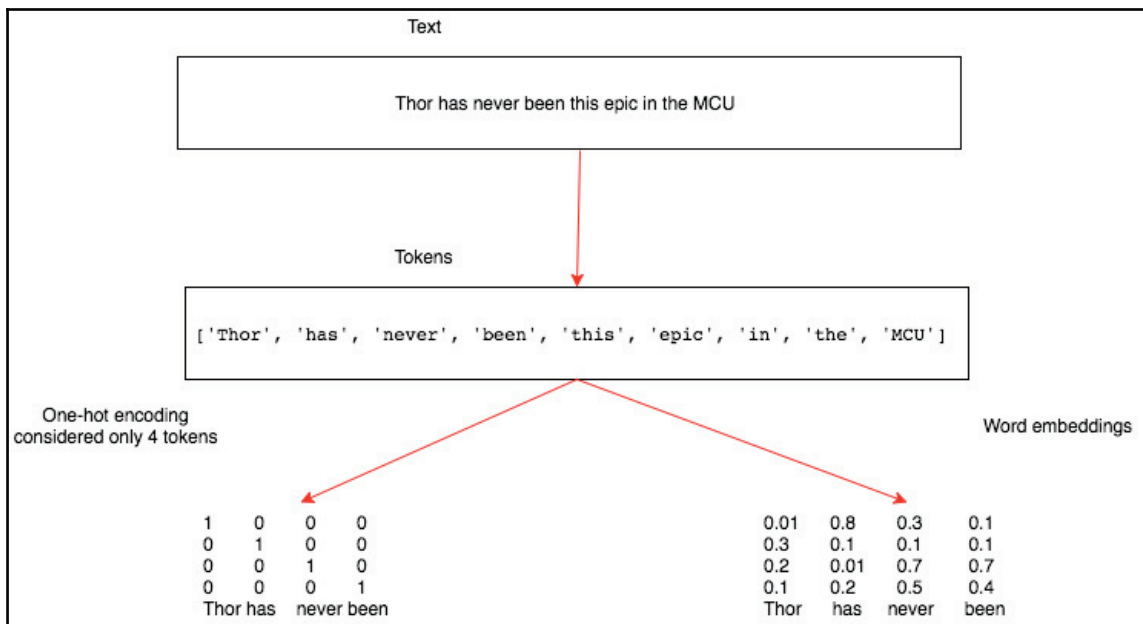 Text
Thor has never been this epic in the MCU
Tokens
['Thor', 'has', 'never', 'been', 'this', 'epic', 'in', 'the', 'MCU']
One-hot encoding
considered only 4 tokens
Word embeddings
1 0 0 0
0 1 0 0
0 0 1 0
0 0 0 1
Thor has never been
0.01 0.8 0.3 0.1
0.3 0.1 0.1 0.1
0.2 0.01 0.7 0.7
0.1 0.2 0.5 0.4
Thor has never been